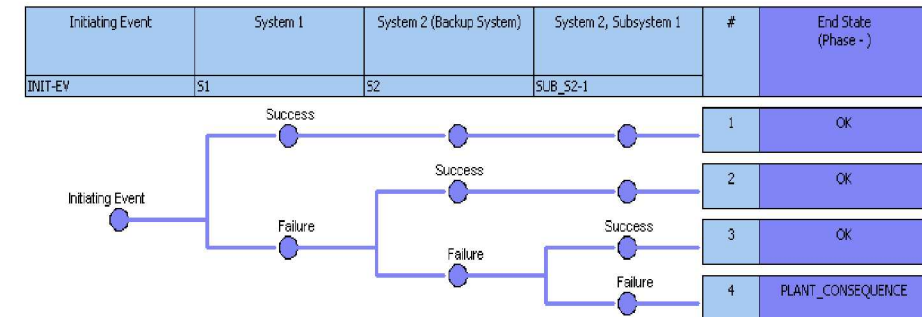 Initiating Event
System 1
System 2 (Backup System)
System 2, Subsystem 1
#
End State
(Phase - )
INIT-EV
S1
S2
SUB_S2-1
Success
1
OK
Success
2
OK
Initiating Event
Failure
Success
3
OK
Failure
Failure
4
PLANT_CONSEQUENCE